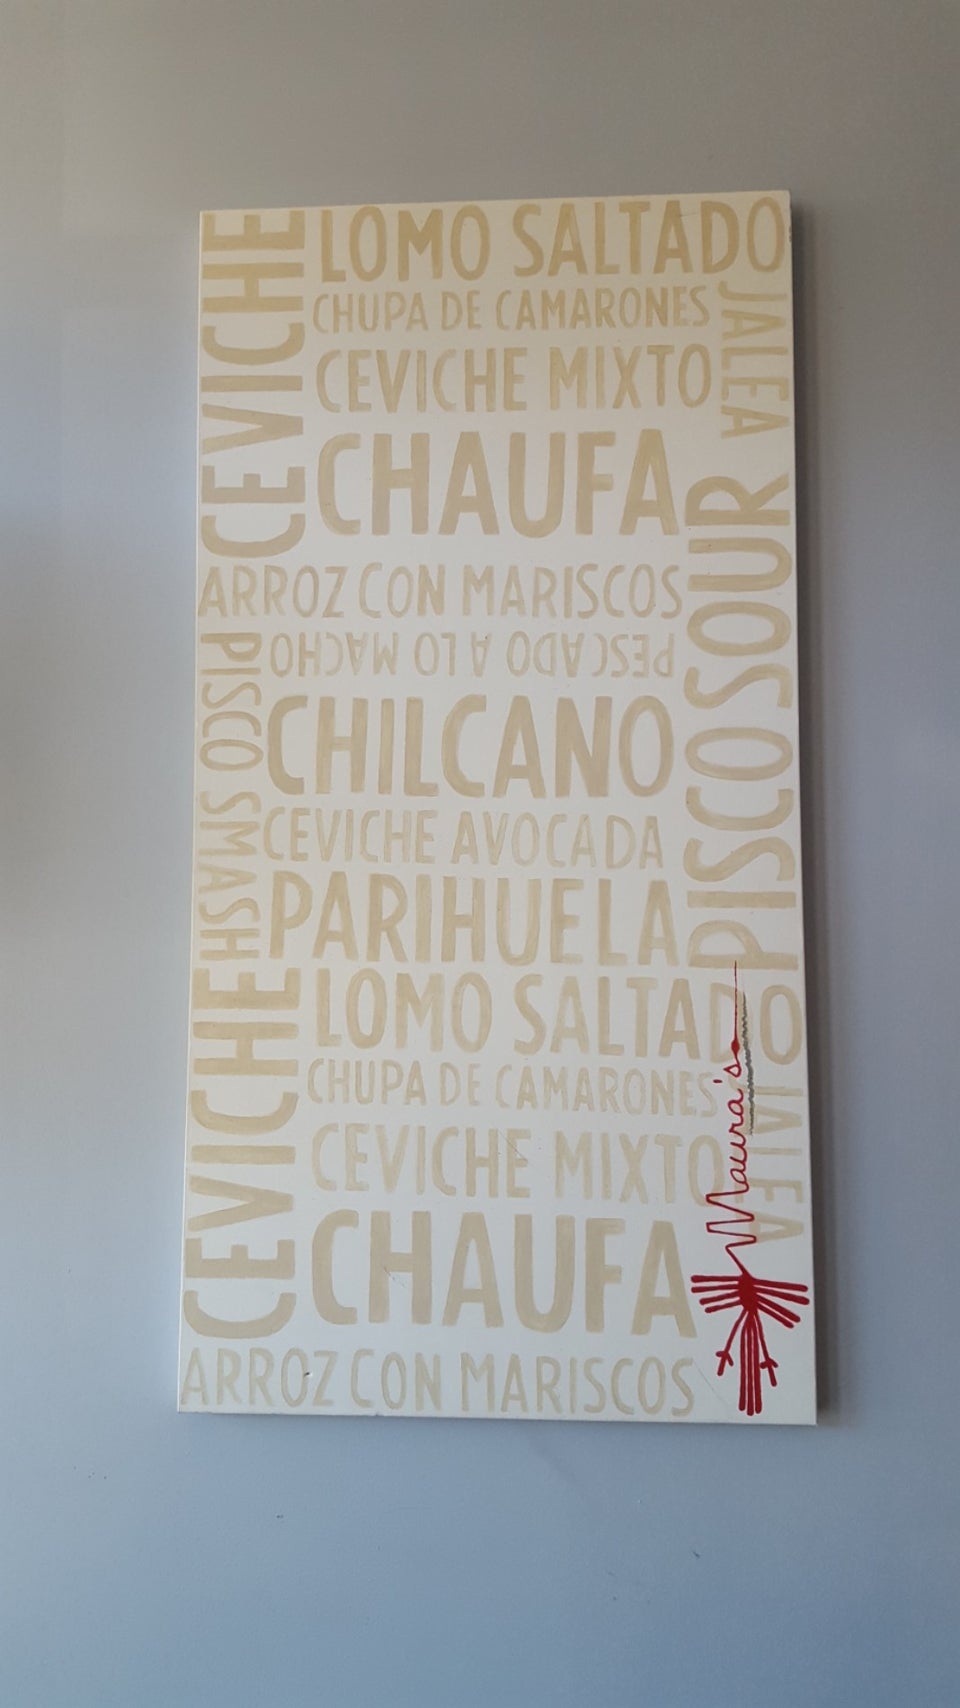 CEVICHE
LOMO SALTADO
CHUPA DE CAMARONES
JALEA
CEVICHE MIXTO
CHAUFA
PISCO SOUR
ARROZ CON MARISCOS
PESCADO A LO MACHO
PISCO SMASH
CHILCANO
CEVICHE AVOCADA
PARIHUELA
CEVICHE
LOMO SALTADO
CHUPA DE CAMARONES
JALEA
CEVICHE MIXTO
Maura's
CHAUFA
ARROZ CON MARISCOS